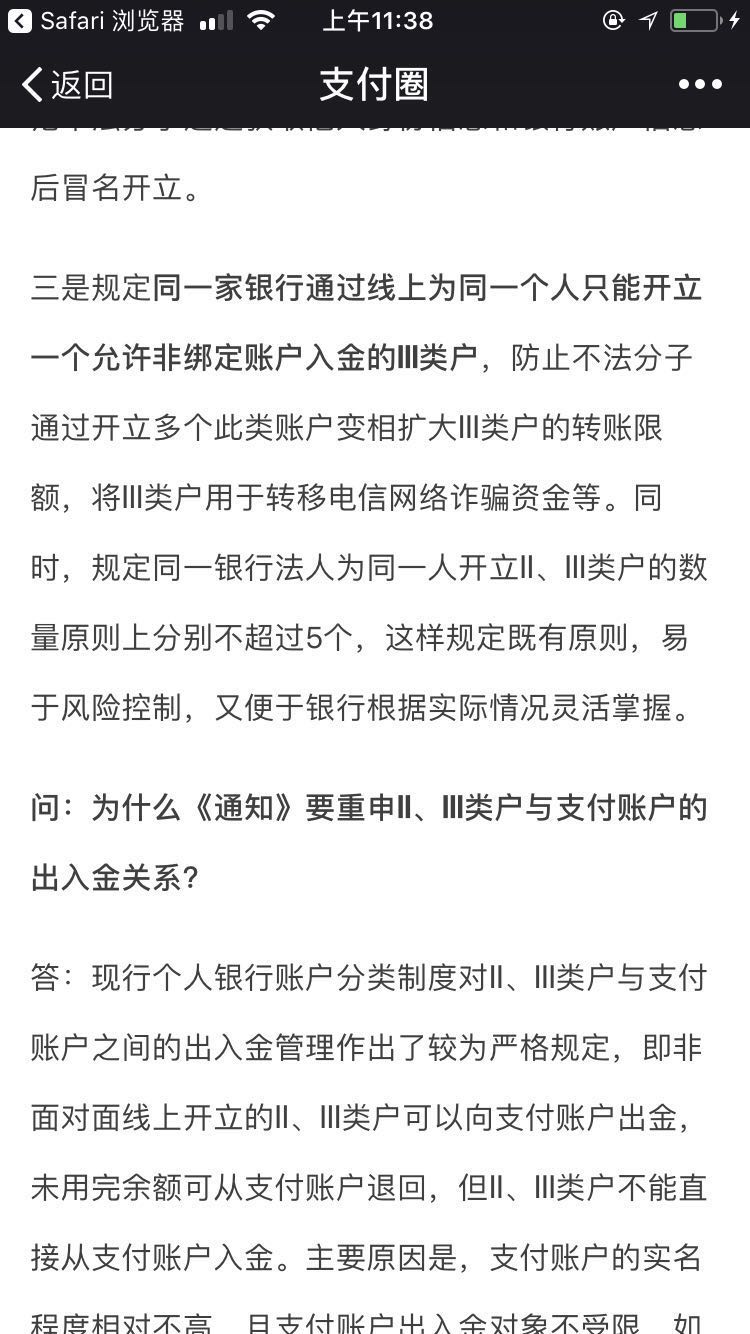 Safari 浏览器
上午11:38
返回
支付圈
后冒名开立。
三是规定同一家银行通过线上为同一个人只能开立
一个允许非绑定账户入金的Ⅲ类户，防止不法分子
通过开立多个此类账户变相扩大Ⅲ类户的转账限
额，将Ⅲ类户用于转移电信网络诈骗资金等。同
时，规定同一银行法人为同一人开立Ⅱ、Ⅲ类户的数
量原则上分别不超过5个，这样规定既有原则，易
于风险控制，又便于银行根据实际情况灵活掌握。
问：为什么《通知》要重申Ⅱ、Ⅲ类户与支付账户的
出入金关系?
答：现行个人银行账户分类制度对Ⅱ、Ⅲ类户与支付
账户之间的出入金管理作出了较为严格规定，即非
面对面线上开立的Ⅱ、Ⅲ类户可以向支付账户出金，
未用完余额可从支付账户退回，但Ⅱ、Ⅲ类户不能直
接从支付账户入金。主要原因是，支付账户的实名
程度相对不高，且支付账户出入金对象不受限，如